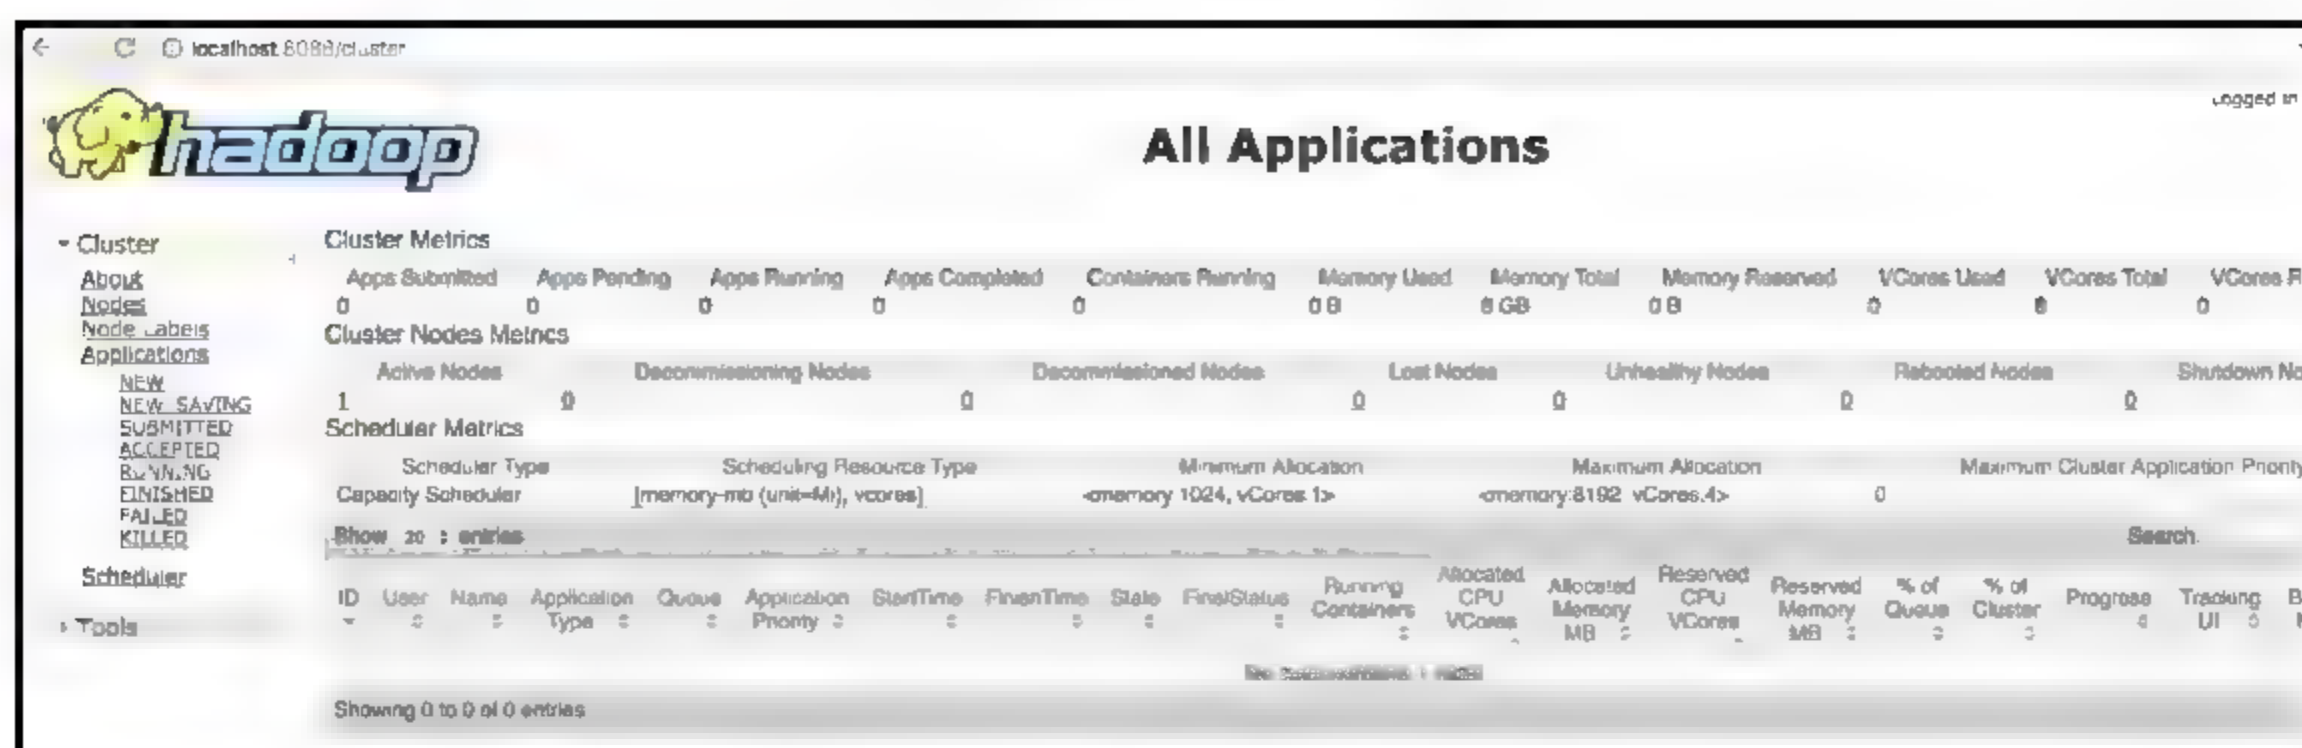 localhost:8088/cluster
Logged in
hadoop
All Applications
Cluster
About
Nodes
Node Labels
Applications
NEW
NEW_SAVING
SUBMITTED
ACCEPTED
RUNNING
FINISHED
FAILED
KILLED
Scheduler
Tools
Cluster Metrics
Apps Submitted Apps Pending Apps Running Apps Completed Containers Running Memory Used Memory Total Memory Reserved VCores Used VCores Total VCores
0 0 0 0 0 0 B 8 GB 0 B 0 8 0
Cluster Nodes Metrics
Active Nodes Decommissioning Nodes Decommissioned Nodes Lost Nodes Unhealthy Nodes Rebooted Nodes Shutdown
1 0 0 0 0 0 0
Scheduler Metrics
Scheduler Type Scheduling Resource Type Minimum Allocation Maximum Allocation Maximum Cluster Application Priority
Capacity Scheduler [memory-mb (unit=Mi), vcores] <memory:1024, vCores:1> <memory:8192, vCores:4> 0
Show 20 entries Search:
ID User Name Application Type Queue Application Priority StartTime FinishTime State FinalStatus Running Containers Allocated CPU VCores Allocated Memory MB Reserved CPU VCores Reserved Memory MB % of Queue % of Cluster Progress Tracking UI
Showing 0 to 0 of 0 entries